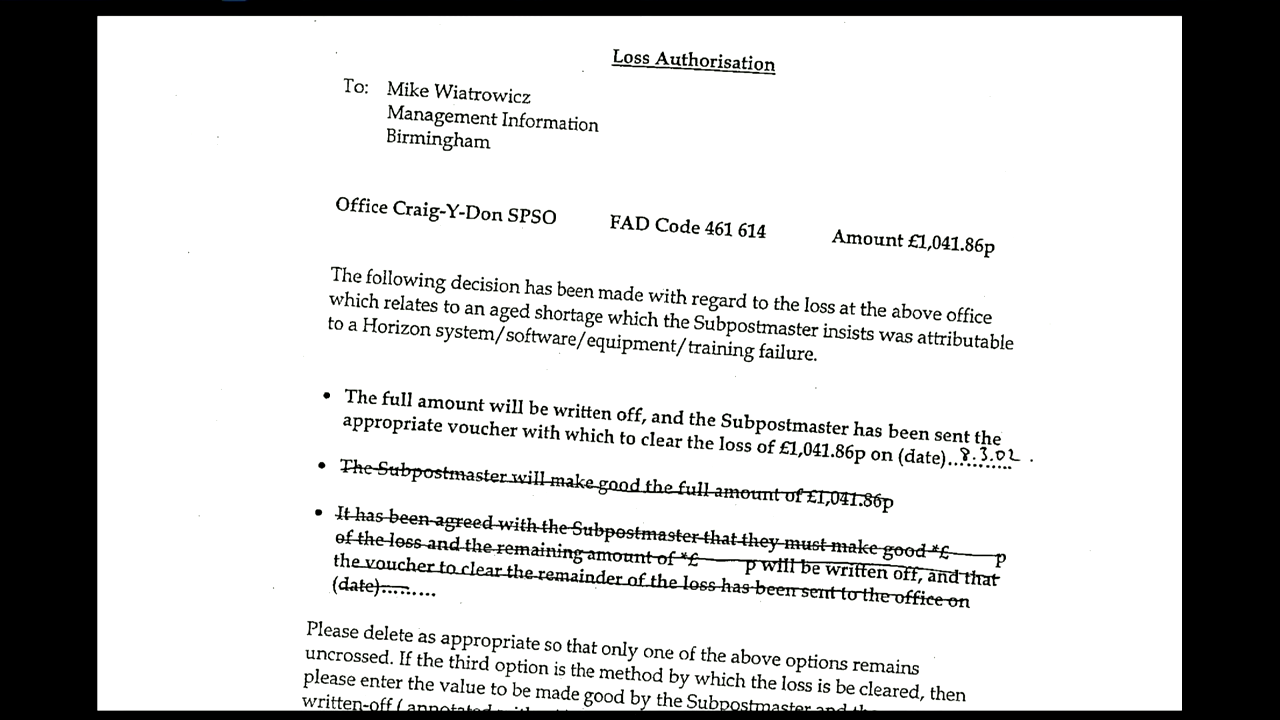 Loss Authorisation
To: Mike Wiatrowicz
Management Information
Birmingham
Office Craig-Y-Don SPSO FAD Code 461 614 Amount £1,041.86p
The following decision has been made with regard to the loss at the above office
which relates to an aged shortage which the Subpostmaster insists was attributable
to a Horizon system/software/equipment/training failure.
• The full amount will be written off, and the Subpostmaster has been sent the
appropriate voucher with which to clear the loss of £1,041.86p on (date)...8.3.02.
• The Subpostmaster will make good the full amount of £1,041.86p
• It has been agreed with the Subpostmaster that they must make good *£ p
of the loss and the remaining amount of *£ p will be written off, and that
the voucher to clear the remainder of the loss has been sent to the office on
(date).........
Please delete as appropriate so that only one of the above options remains
uncrossed. If the third option is the method by which the loss is be cleared, then
please enter the value to be made good by the Subpostmaster and the
written-off (annotated